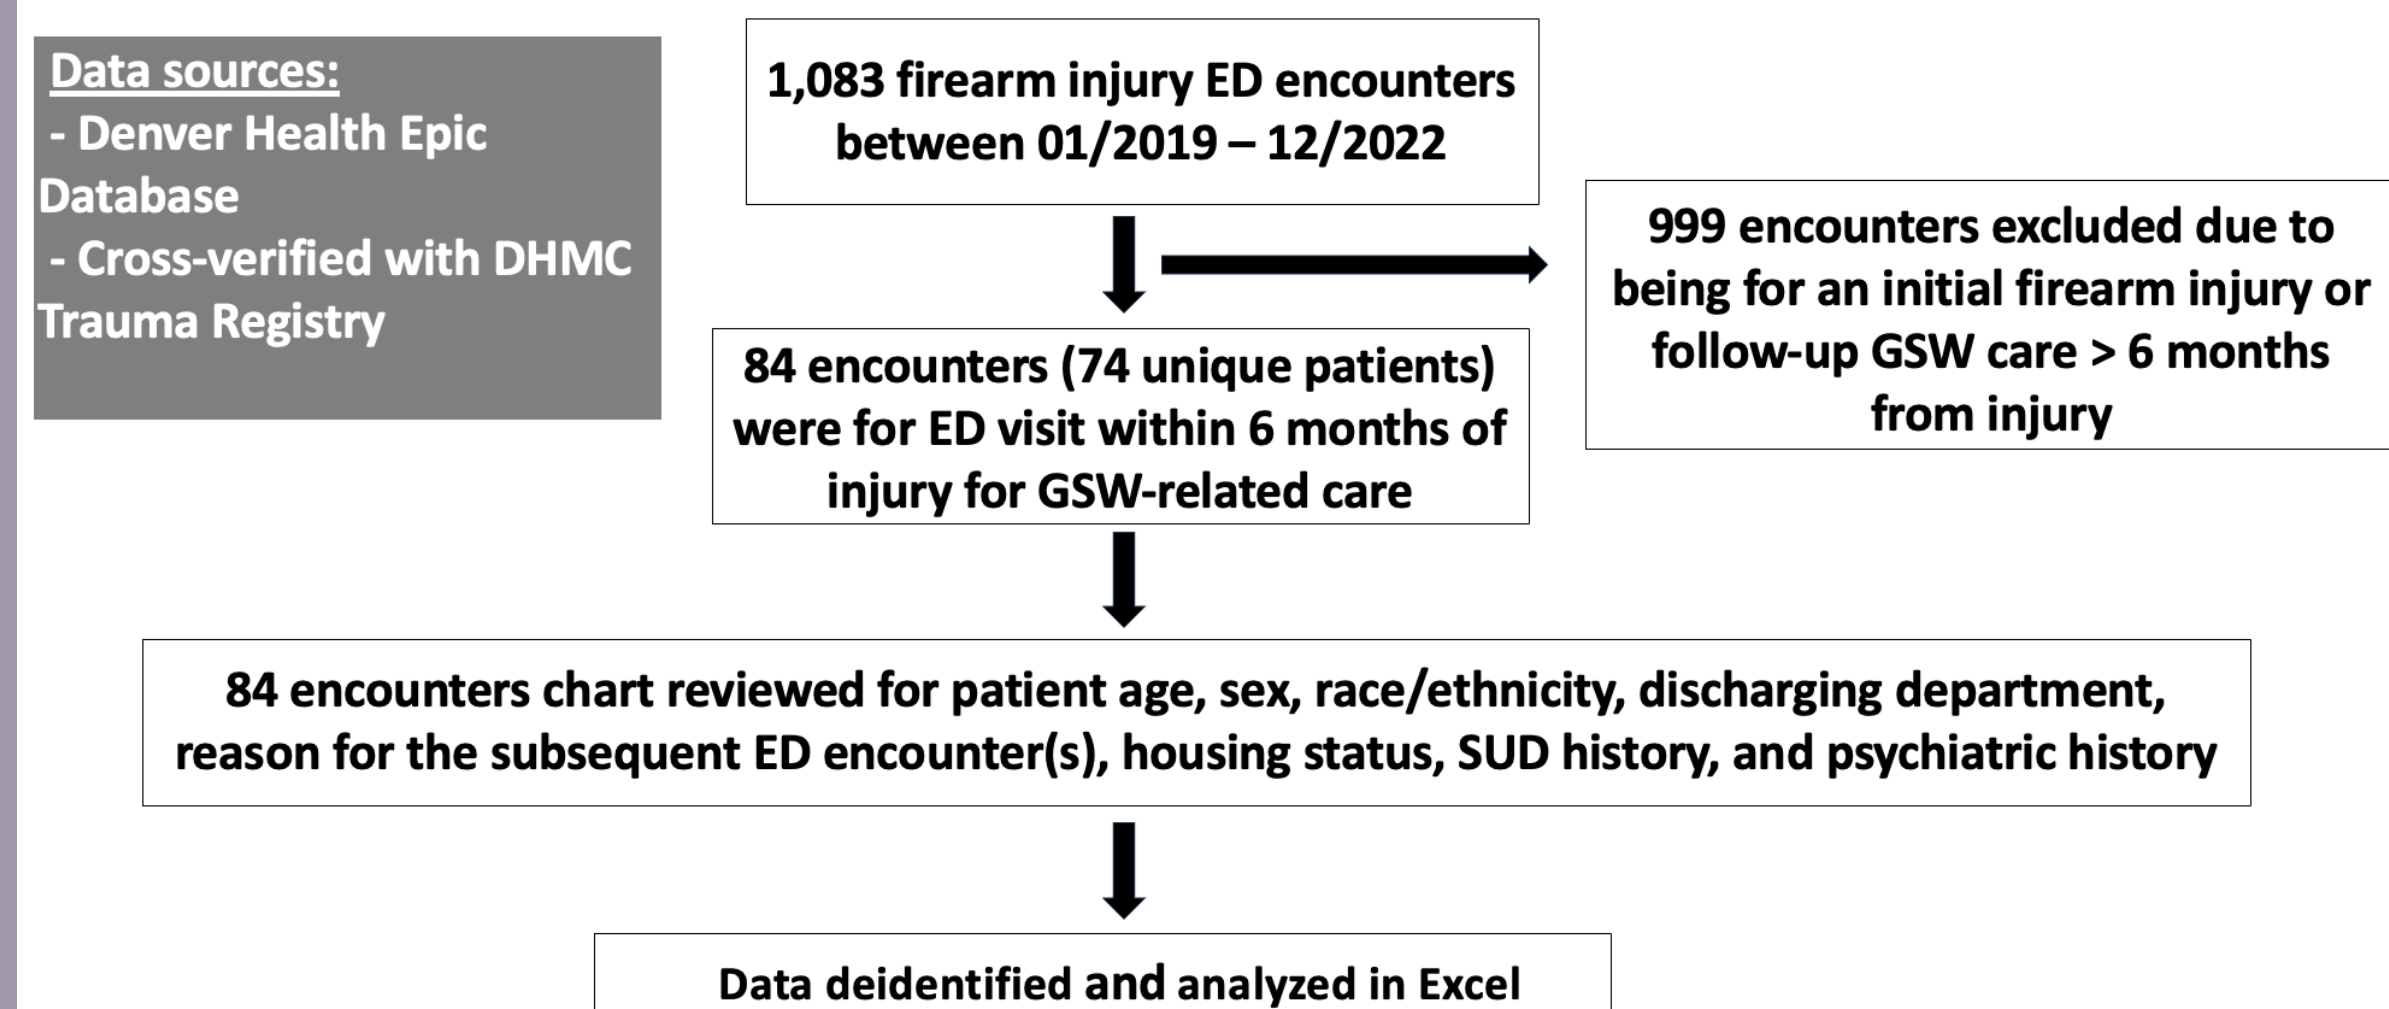 Data sources:
- Denver Health Epic
Database
- Cross-verified with DHMC
Trauma Registry
1,083 firearm injury ED encounters
between 01/2019 – 12/2022
999 encounters excluded due to
being for an initial firearm injury or
follow-up GSW care > 6 months
from injury
84 encounters (74 unique patients)
were for ED visit within 6 months of
injury for GSW-related care
84 encounters chart reviewed for patient age, sex, race/ethnicity, discharging department,
reason for the subsequent ED encounter(s), housing status, SUD history, and psychiatric history
Data deidentified and analyzed in Excel